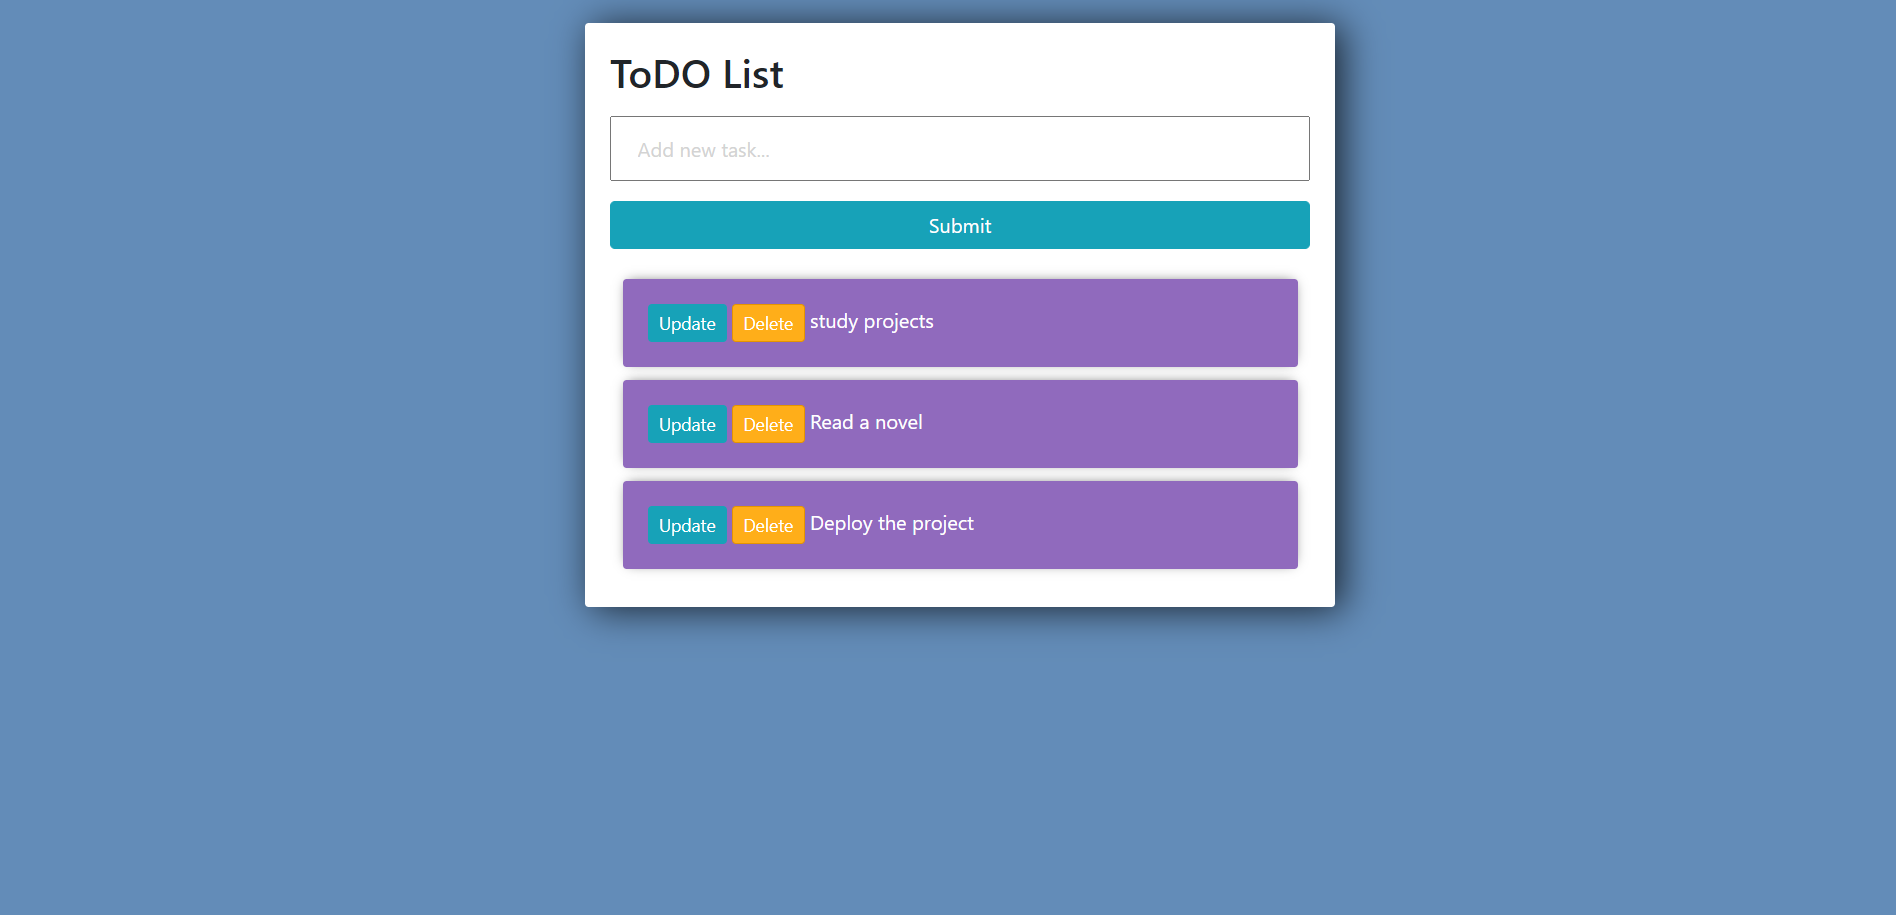 ToDO List
Add new task...
Submit
Update Delete study projects
Update Delete Read a novel
Update Delete Deploy the project